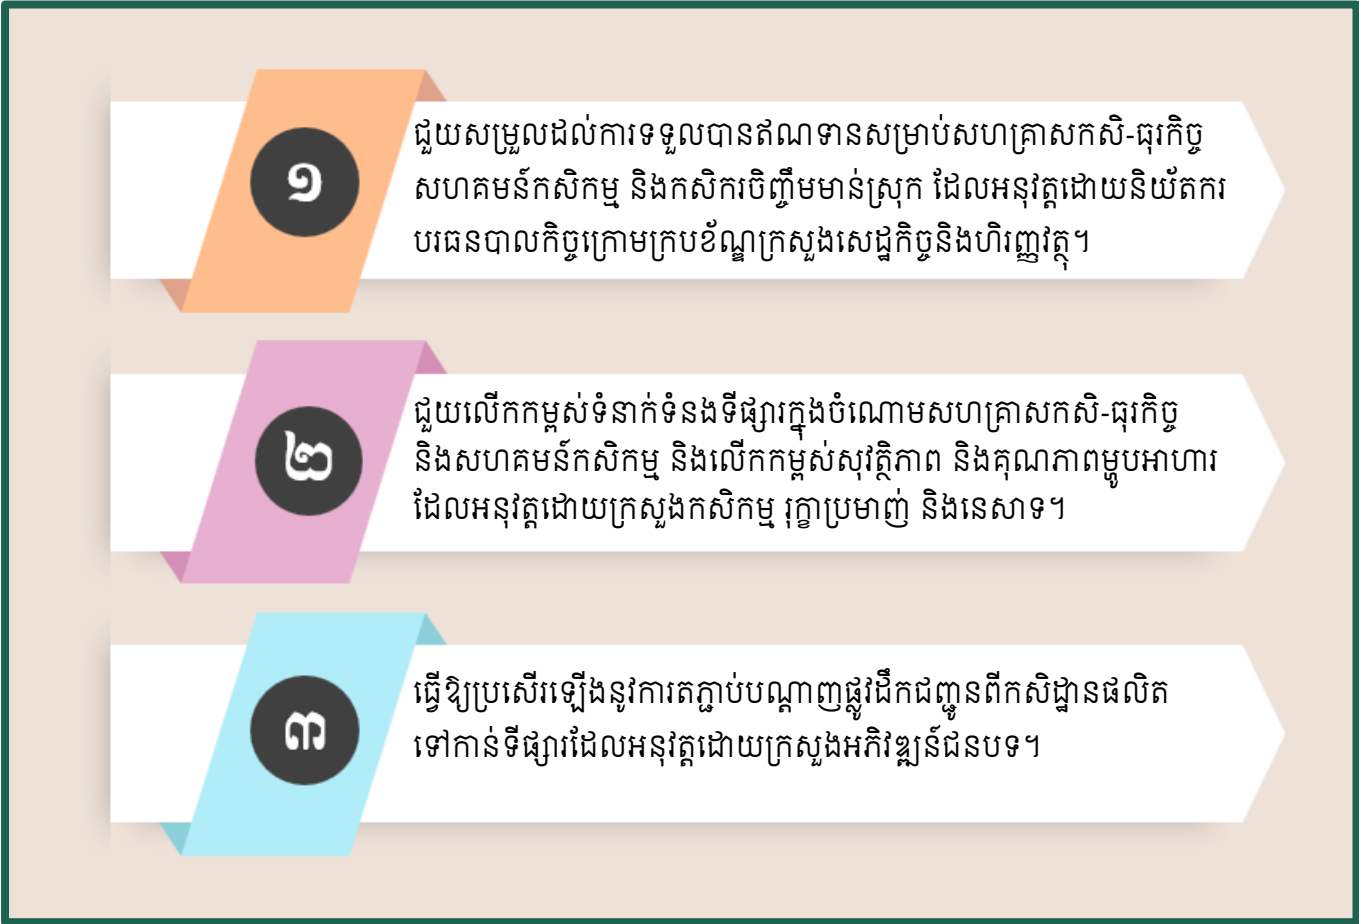 ១
ជួយសម្រួលដល់ការទទួលបានឥណទានសម្រាប់សហគ្រាសកសិ-ធុរកិច្ច
សហគមន៍កសិកម្ម និងកសិករចិញ្ចឹមមាន់ស្រុក ដែលអនុវត្តដោយនិយ័តករ
បរធនបាលកិច្ចក្រោមក្របខ័ណ្ឌក្រសួងសេដ្ឋកិច្ចនិងហិរញ្ញវត្ថុ។
២
ជួយលើកកម្ពស់ទំនាក់ទំនងទីផ្សារក្នុងចំណោមសហគ្រាសកសិ-ធុរកិច្ច
និងសហគមន៍កសិកម្ម និងលើកកម្ពស់សុវត្ថិភាព និងគុណភាពម្ហូបអាហារ
ដែលអនុវត្តដោយក្រសួងកសិកម្ម រុក្ខាប្រមាញ់ និងនេសាទ។
៣
ធ្វើឱ្យប្រសើរឡើងនូវការតភ្ជាប់បណ្តាញផ្លូវដឹកជញ្ជូនពីកសិដ្ឋានផលិត
ទៅកាន់ទីផ្សារដែលអនុវត្តដោយក្រសួងអភិវឌ្ឍន៍ជនបទ។